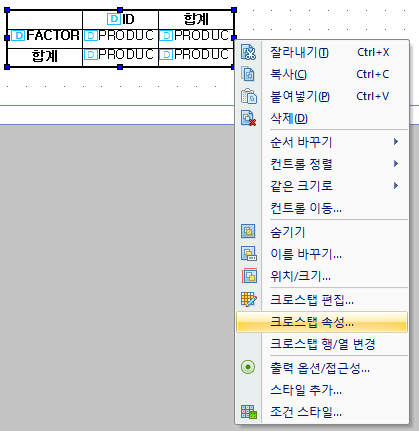 D ID 합계
D FACTOR D PRODUC D PRODUC
합계 D PRODUC D PRODUC
잘라내기(T) Ctrl+X
복사(C) Ctrl+C
붙여넣기(P) Ctrl+V
삭제(D)
순서 바꾸기
컨트롤 정렬
같은 크기로
컨트롤 이동...
숨기기
이름 바꾸기...
위치/크기...
크로스탭 편집...
크로스탭 속성...
크로스탭 행/열 변경
출력 옵션/접근성...
스타일 추가...
조건 스타일...